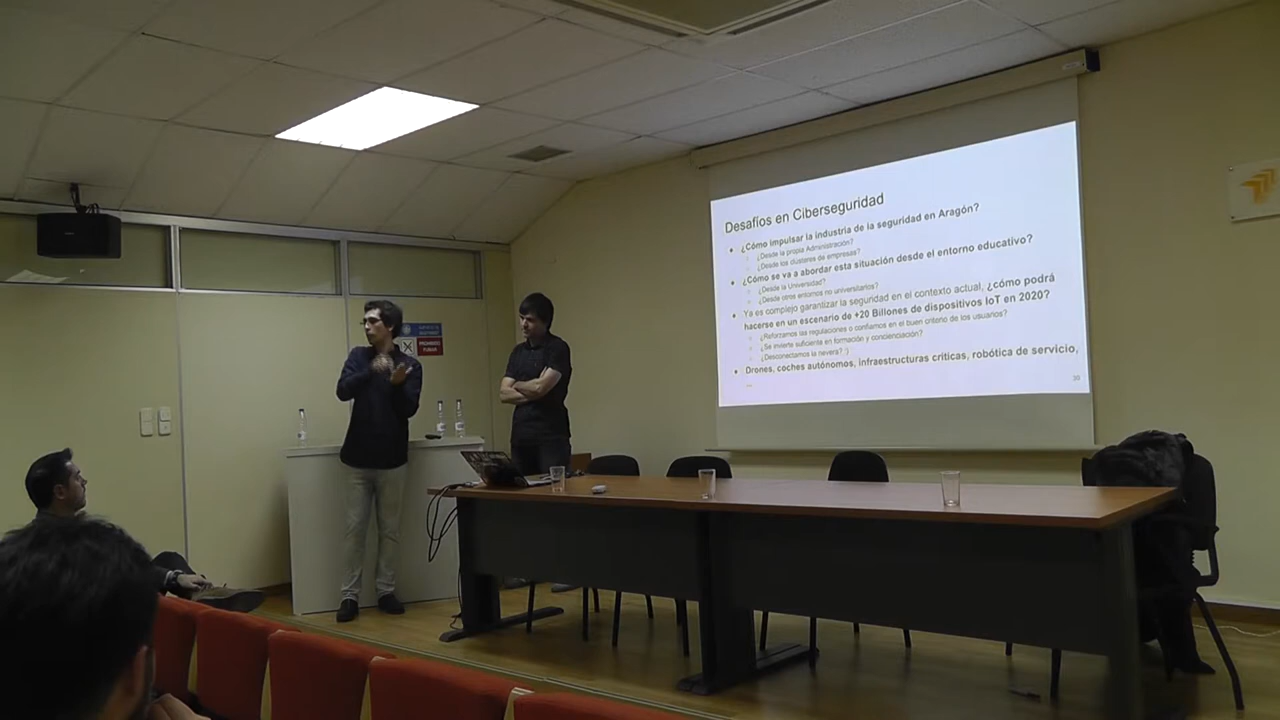 Desafíos en Ciberseguridad
● ¿Cómo impulsar la industria de la seguridad en Aragón?
○ ¿Desde la propia Administración?
○ ¿Desde los clusteres de empresas?
● ¿Cómo se va a abordar esta situación desde el entorno educativo?
○ ¿Desde la Universidad?
○ ¿Desde otros entornos no universitarios?
● Ya es complejo garantizar la seguridad en el contexto actual, ¿cómo podrá
hacerso en un escenario de +20 Billones de dispositivos IoT en 2020?
○ ¿Reforzamos las regulaciones o confiamos en el buen criterio de los usuarios?
○ ¿Se invierte suficiente en formación y concienciación?
○ ¿Desconectamos la nevera? :)
● Drones, coches autónomos, infraestructuras críticas, robótica de servicio,
...
30
PROHIBIDO
FUMAR